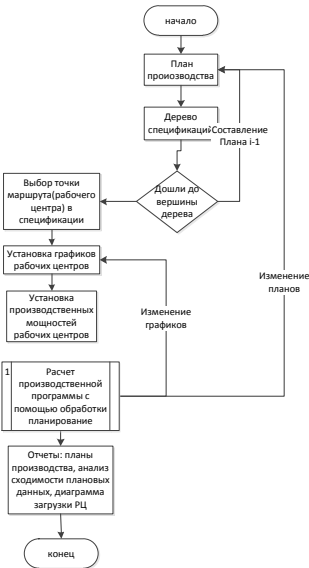 начало
План
производства
Дерево
спецификаций
Составление
Плана i-1
Дошли до
вершины
дерева
Выбор точки
маршрута(рабочего
центра) в
спецификации
Установка графиков
рабочих центров
Установка
производственных
мощностей
рабочих центров
Изменение
графиков
Изменение
планов
1
Расчет
производственной
программы с
помощью обработки
планирование
Отчеты: планы
производства, анализ
сходимости плановых
данных, диаграмма
загрузки РЦ
конец